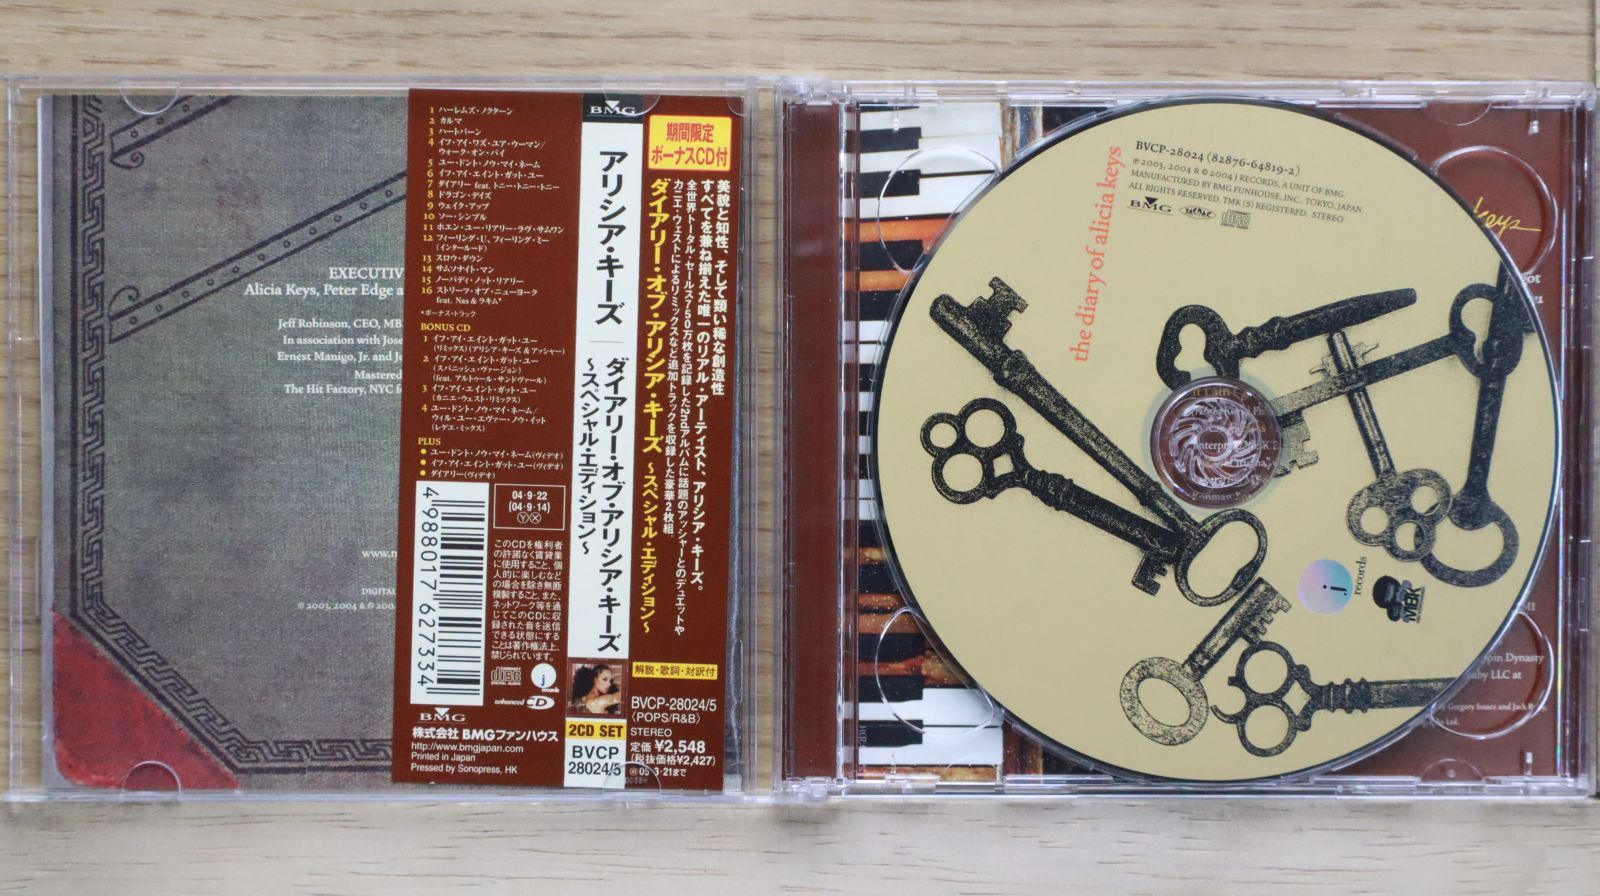 EXECUTIV
Alicia Keys, Peter Edge a
Jeff Robinson, CEO, MB
In association with Jose
Ernest Manigo, Jr. and Je
Mastered
The Hit Factory, NYC f
www.m
DIGITAL
℗ 2003, 2004 & © 200
1 ハーレムズ・ノクターン
2 カルマ
3 ハートバーン
4 イフ・アイ・ワズ・ユア・ウーマン/
ウォーク・オン・バイ
5 ユー・ドント・ノウ・マイ・ネーム
6 イフ・アイ・エイント・ガット・ユー
7 ダイアリー feat. トニー・トニー・トニー
8 ドラゴン・デイズ
9 ウェイク・アップ
10 ソー・シンプル
11 ホエン・ユー・リアリー・ラヴ・サムワン
12 フィーリング・U、フィーリング・ミー
(インタールード)
13 スロウ・ダウン
14 サムソナイト・マン
15 ノーバディ・ノット・リアリー
16 ストリーツ・オブ・ニューヨーク
feat. Nas & ラキム*
*ボーナス・トラック
BONUS CD
1 イフ・アイ・エイント・ガット・ユー
(リミックス)(アリシア・キーズ & アッシャー)
2 イフ・アイ・エイント・ガット・ユー
(スパニッシュ・ヴァージョン)
(feat. アルトゥール・サンドヴァール)
3 イフ・アイ・エイント・ガット・ユー
(カニエ・ウェスト・リミックス)
4 ユー・ドント・ノウ・マイ・ネーム/
ウィル・ユー・エヴァー・ノウ・イット
(レゲエ・ミックス)
PLUS
● ユー・ドント・ノウ・マイ・ネーム(ヴィデオ)
● イフ・アイ・エイント・ガット・ユー(ヴィデオ)
● ダイアリー(ヴィデオ)
4 988017 627334
04・9・22
(04・9・14)
Ⓨ Ⓧ
このCDを権利者
の許諾なく賃貸業
に使用すること、個
人的に楽しむなど
の場合を除き無断
複製すること、また、
ネットワーク等を通
じてこのCDに収
録された音を送信
できる状態にする
ことは著作権法上、
禁じられています。
COMPACT
disc
DIGITAL AUDIO
j
records
enhanced CD
BMG
株式会社 BMGファンハウス
http://www.bmgjapan.com
Printed in Japan
Pressed by Sonopress, HK
BMG
アリシア・キーズ
ダイアリー・オブ・アリシア・キーズ
~スペシャル・エディション~
2CD SET
BVCP
28024/5
期間限定
ボーナスCD付
美貌と知性、そして類い稀な創造性
すべてを兼ね揃えた唯一のリアル・アーティスト、アリシア・キーズ。
全世界トータル・セールス750万枚を記録した2ndアルバムに話題のアッシャーとのデュエットや
カニエ・ウェストによるリミックスなど追加トラックを収録した豪華2枚組。
ダイアリー・オブ・アリシア・キーズ ~スペシャル・エディション~
解説・歌詞・対訳付
BVCP-28024/5
〈POPS/R&B〉
STEREO
定価 ¥2,548
(税抜価格¥2,427)
05・3・21まで
the diary of alicia keys
BVCP-28024 (82876-64819-2)
℗ 2003, 2004 & © 2004 J RECORDS, A UNIT OF BMG.
MANUFACTURED BY BMG FUNHOUSE, INC., TOKYO, JAPAN.
ALL RIGHTS RESERVED. TMK (S) REGISTERED. STEREO
BMG
JASRAC
disc
j
records
MBK
keys
spin Dynasty
aby LLC at
y Gregory Isaacs and Jack R
Ltd.